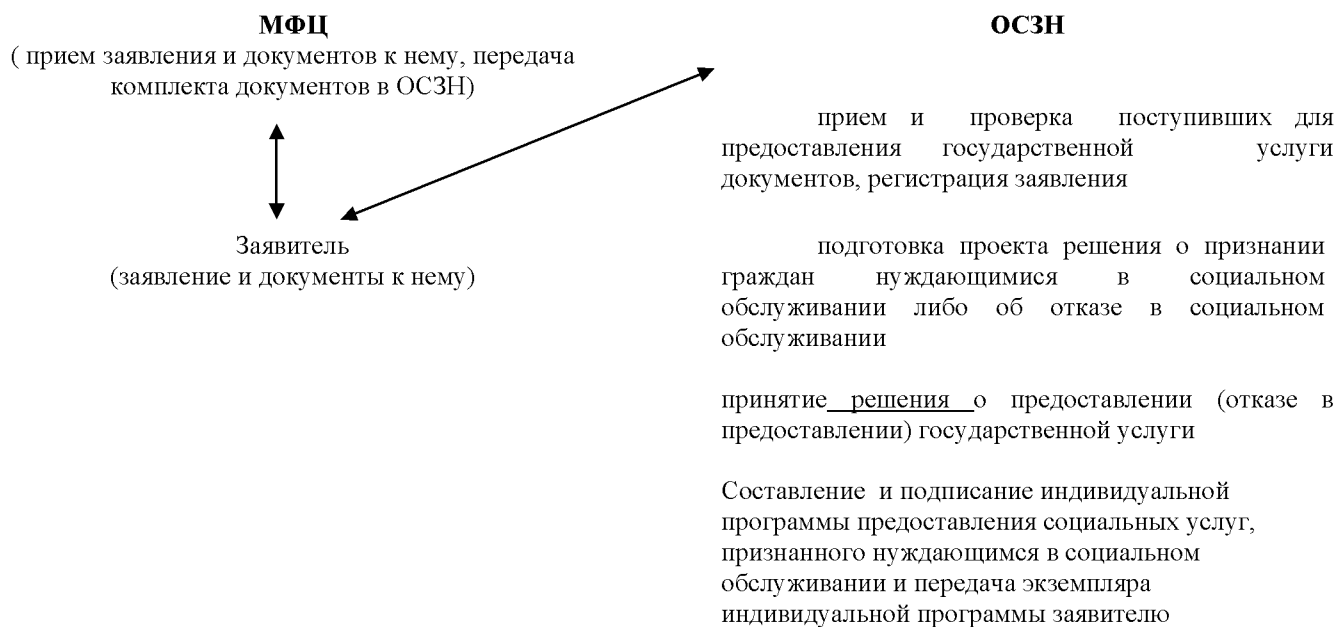 МФЦ
( прием заявления и документов к нему, передача
комплекта документов в ОСЗН)
Заявитель
(заявление и документы к нему)
ОСЗН
прием и проверка поступивших для
предоставления государственной услуги
документов, регистрация заявления
подготовка проекта решения о признании
граждан нуждающимися в социальном
обслуживании либо об отказе в социальном
обслуживании
принятие решения о предоставлении (отказе в
предоставлении) государственной услуги
Составление и подписание индивидуальной
программы предоставления социальных услуг,
признанного нуждающимся в социальном
обслуживании и передача экземпляра
индивидуальной программы заявителю